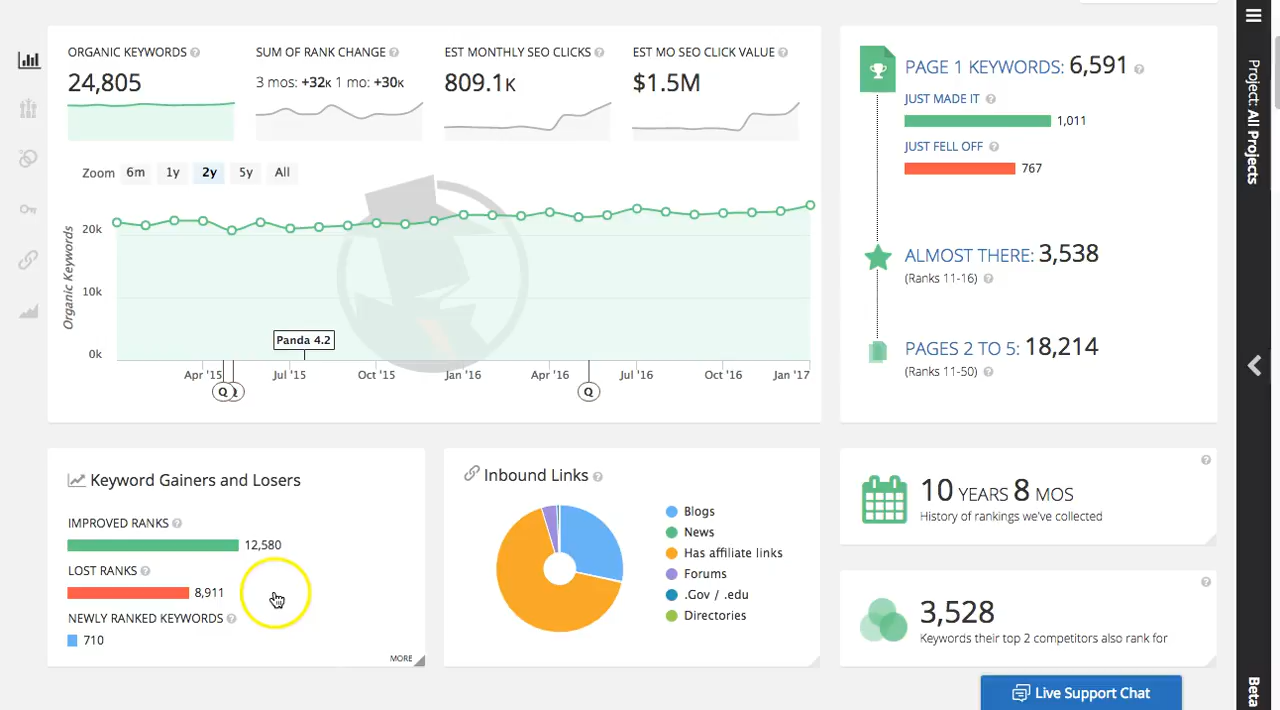 ORGANIC KEYWORDS
24,805
SUM OF RANK CHANGE
3 mos: +32K 1 mo: +30K
EST MONTHLY SEO CLICKS
809.1K
EST MO SEO CLICK VALUE
$1.5M
Zoom 6m 1y 2y 5y All
Organic Keywords
20k
10k
0k
Panda 4.2
Apr '15 Jul '15 Oct '15 Jan '16 Apr '16 Jul '16 Oct '16 Jan '17
Q Q
PAGE 1 KEYWORDS: 6,591
JUST MADE IT
1,011
JUST FELL OFF
767
ALMOST THERE: 3,538
(Ranks 11-16)
PAGES 2 TO 5: 18,214
(Ranks 11-50)
Keyword Gainers and Losers
IMPROVED RANKS
12,580
LOST RANKS
8,911
NEWLY RANKED KEYWORDS
710
MORE
Inbound Links
Blogs
News
Has affiliate links
Forums
.Gov / .edu
Directories
10 YEARS 8 MOS
History of rankings we've collected
3,528
Keywords their top 2 competitors also rank for
Live Support Chat
Project: All Projects
Beta